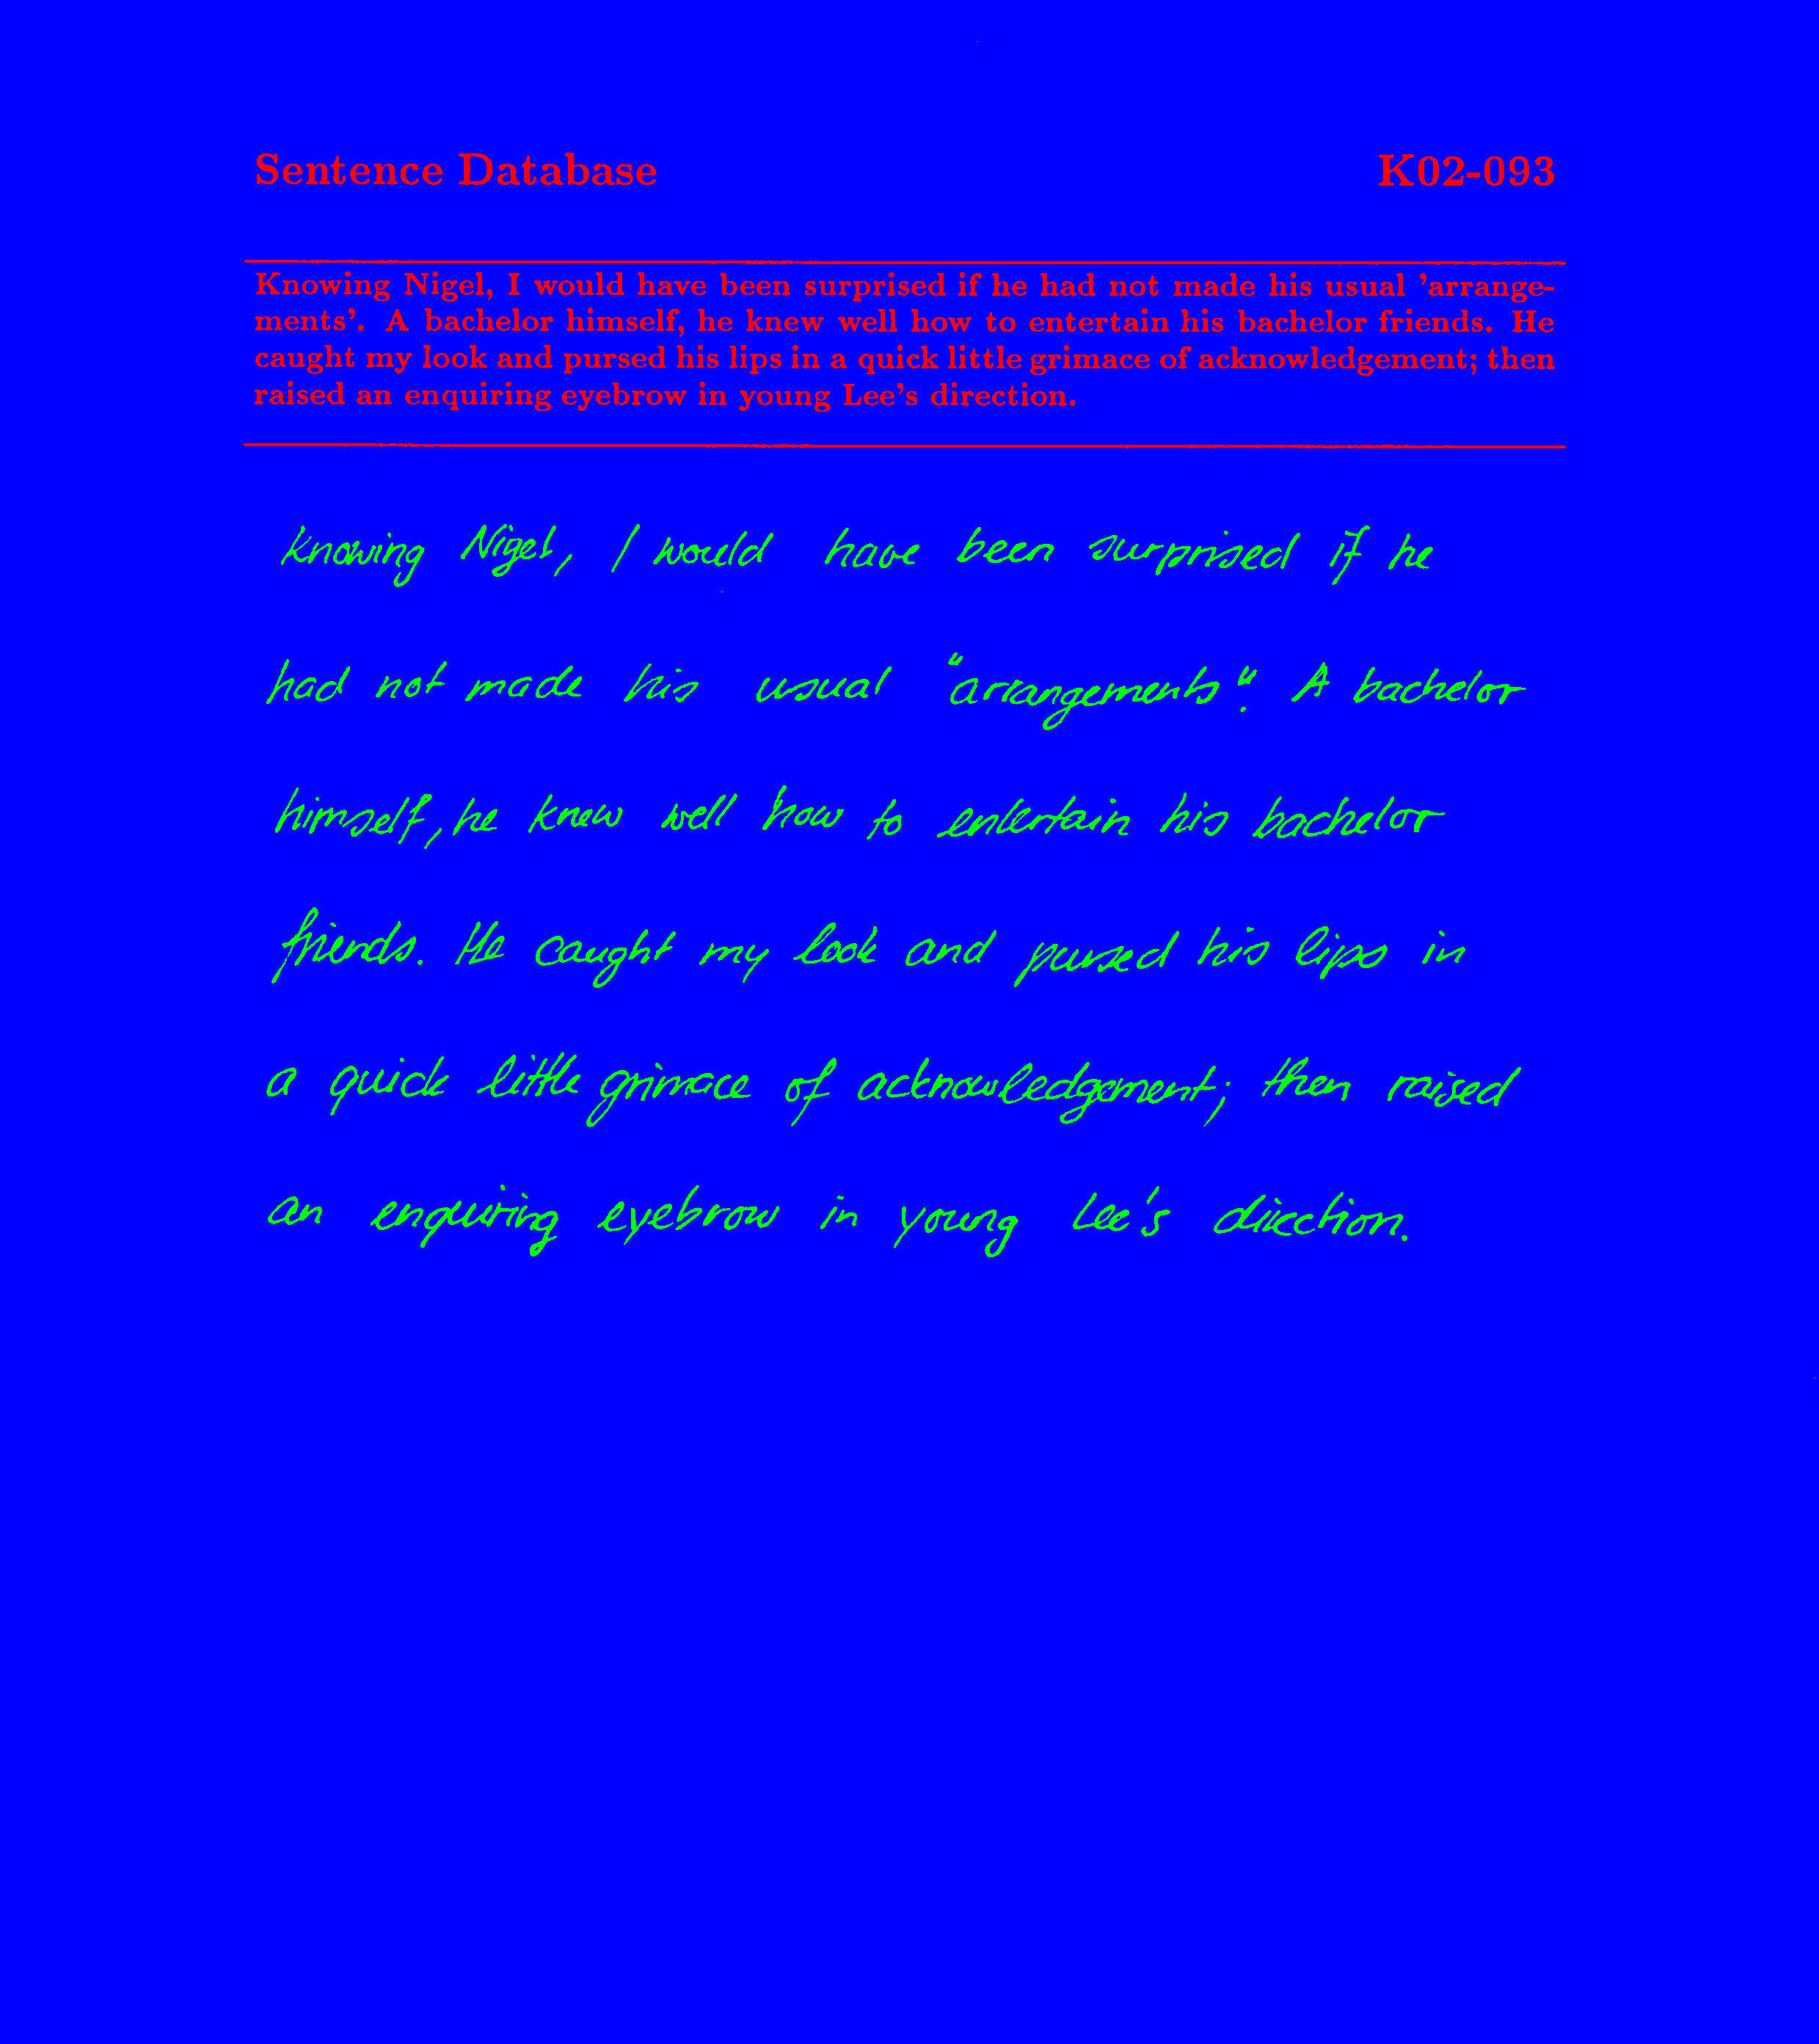 Sentence Database K02-093
Knowing Nigel, I would have been surprised if he had not made his usual 'arrange-
ments'. A bachelor himself, he knew well how to entertain his bachelor friends. He
caught my look and pursed his lips in a quick little grimace of acknowledgement; then
raised an enquiring eyebrow in young Lee's direction.
Knowing Nigel, I would have been surprised if he
had not made his usual "arrangements". A bachelor
himself, he knew well how to entertain his bachelor
friends. He caught my look and pursed his lips in
a quick little grimace of acknowledgement; then raised
an enquiring eyebrow in young Lee's direction.